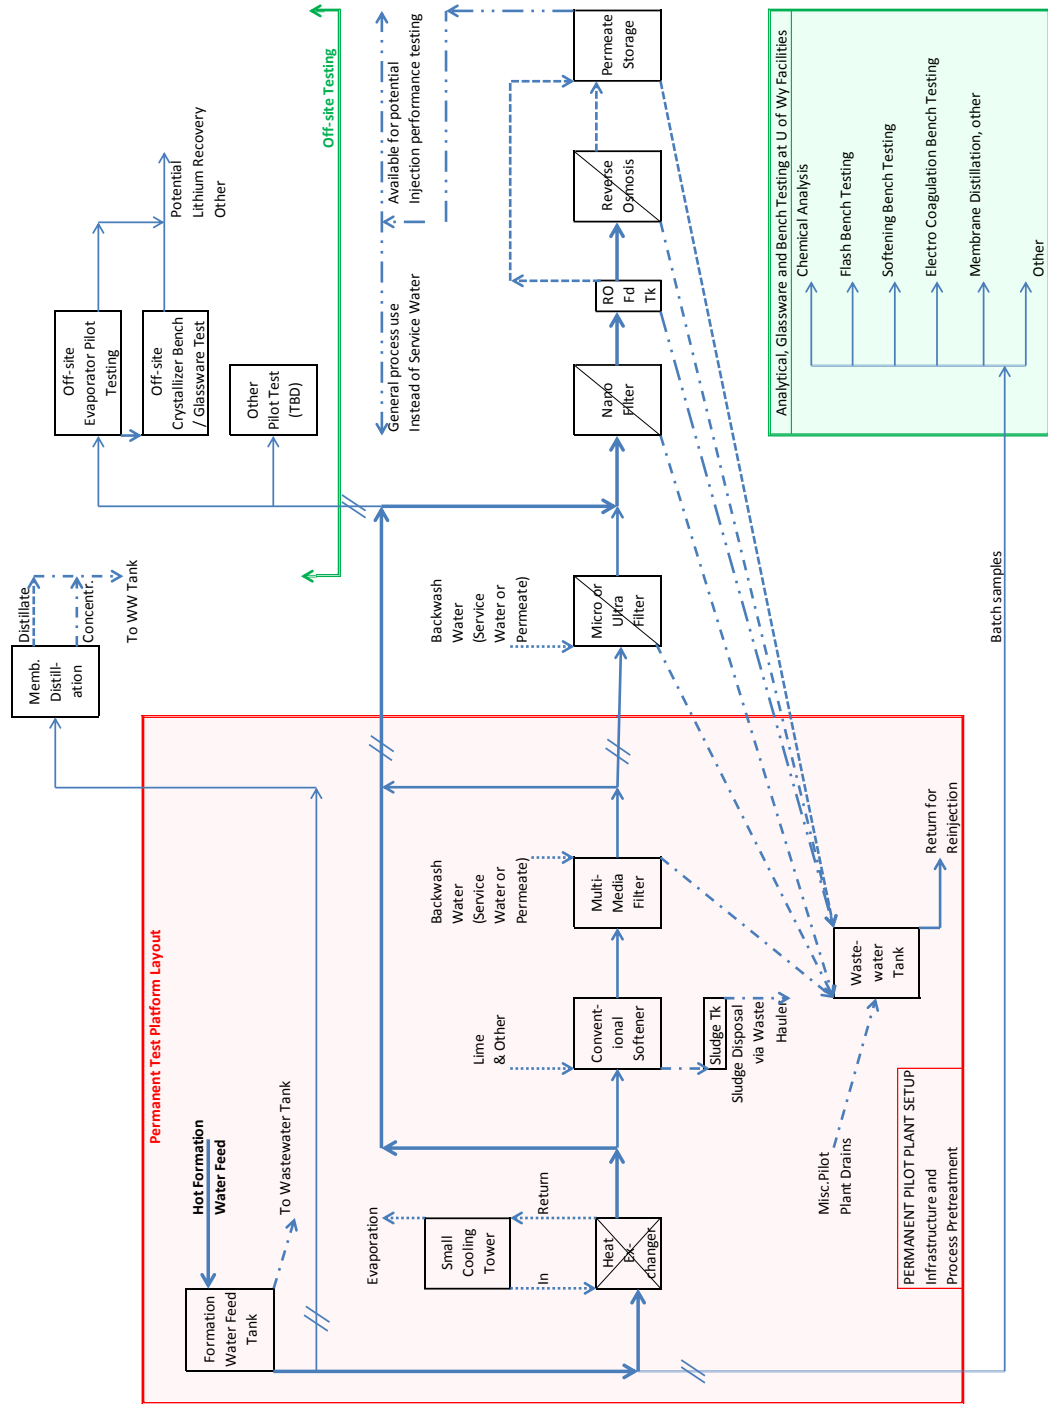 Off-site
Evaporator Pilot
Testing
Off-site
Crystallizer Bench
/ Glassware Test
Other
Pilot Test
(TBD)
Potential
Lithium Recovery
Other
Off-site Testing
Memb.
Distill-
ation
Distillate
Concentr.
To WW Tank
General process use
Instead of Service Water
Available for potential
Injection performance testing
Permanent Test Platform Layout
Hot Formation
Water Feed
Formation
Water Feed
Tank
To Wastewater Tank
Evaporation
Small
Cooling
Tower
In
Return
Heat
Ex-
changer
Lime
& Other
Convent-
ional
Softener
Sludge Tk
Sludge Disposal
via Waste
Hauler
Backwash
Water
(Service
Water or
Permeate)
Multi-
Media
Filter
Backwash
Water
(Service
Water or
Permeate)
Micro or
Ultra
Filter
Nano
Filter
RO
Fd
Tk
Reverse
Osmosis
Permeate
Storage
Misc.Pilot
Plant Drains
Waste-
water
Tank
Return for
Reinjection
PERMANENT PILOT PLANT SETUP
Infrastructure and
Process Pretreatment
Batch samples
Analytical, Glassware and Bench Testing at U of Wy Facilities
Chemical Analysis
Flash Bench Testing
Softening Bench Testing
Electro Coagulation Bench Testing
Membrane Distillation, other
Other